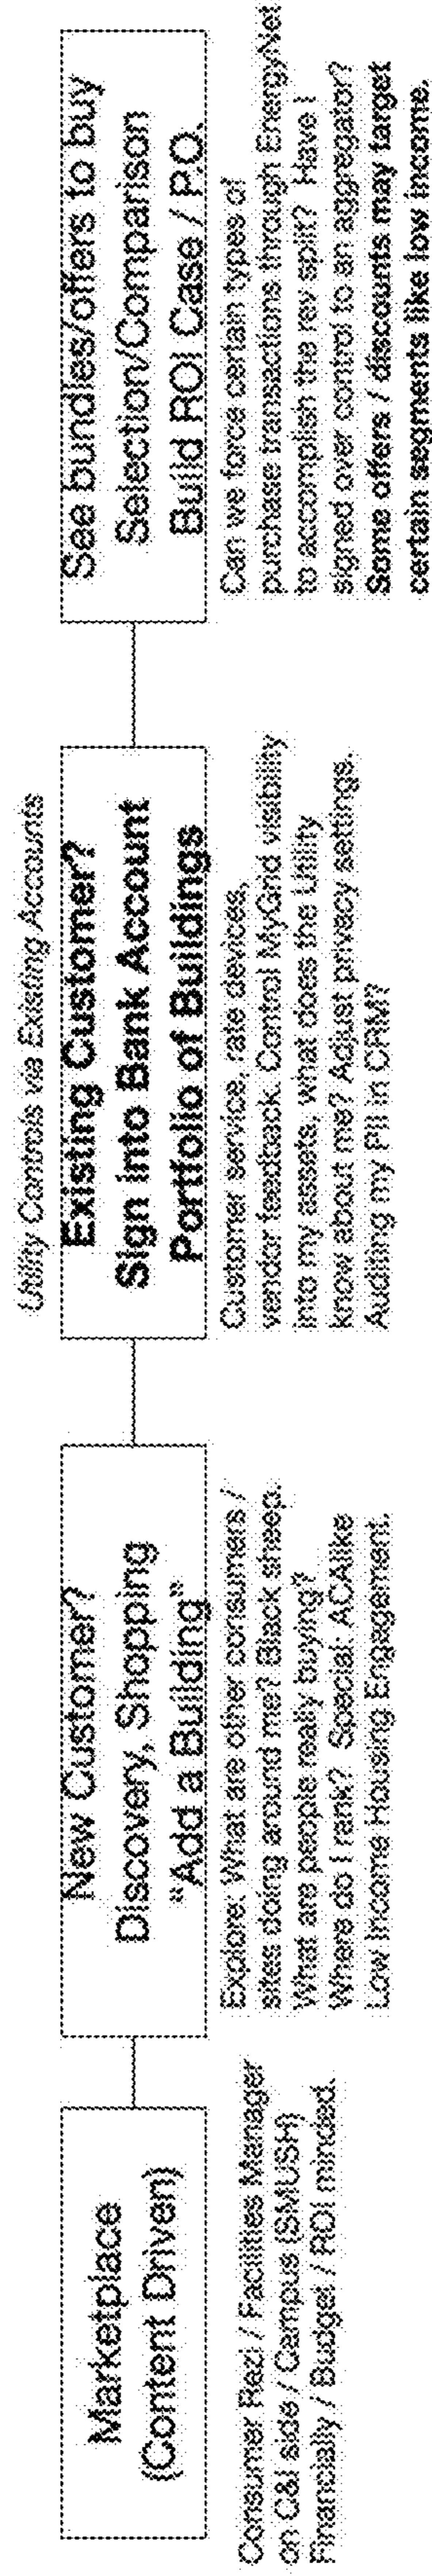 Marketplace
(Content Driven)
Consumer Rezi / Facilities Manager
on C&I side / Campus (SMUSH)
Financially / Budget / ROI minded.
New Customer?
Discovery, Shopping
"Add a Building"
Explore: What are other consumers /
sites doing around me? Black sheep.
What are people really buying?
Where do I rank? Special ACAlike
Low Income Housing Engagement.
Utility Controls via Existing Accounts
Existing Customer?
Sign into Bank Account
Portfolio of Buildings
Customer service, rate devices,
vendor feedback. Control MyGrid visibility
into my assets, what does the Utility
know about me? Adjust privacy settings.
Auditing my PII in CRM?
See bundles/offers to buy
Selection/Comparison
Build ROI Case / P.O.
Can we force certain types of
purchase transactions through EnergyNet
to accomplish the rev split? Have I
signed over control to an aggregator?
Some offers / discounts may target
certain segments like low income.